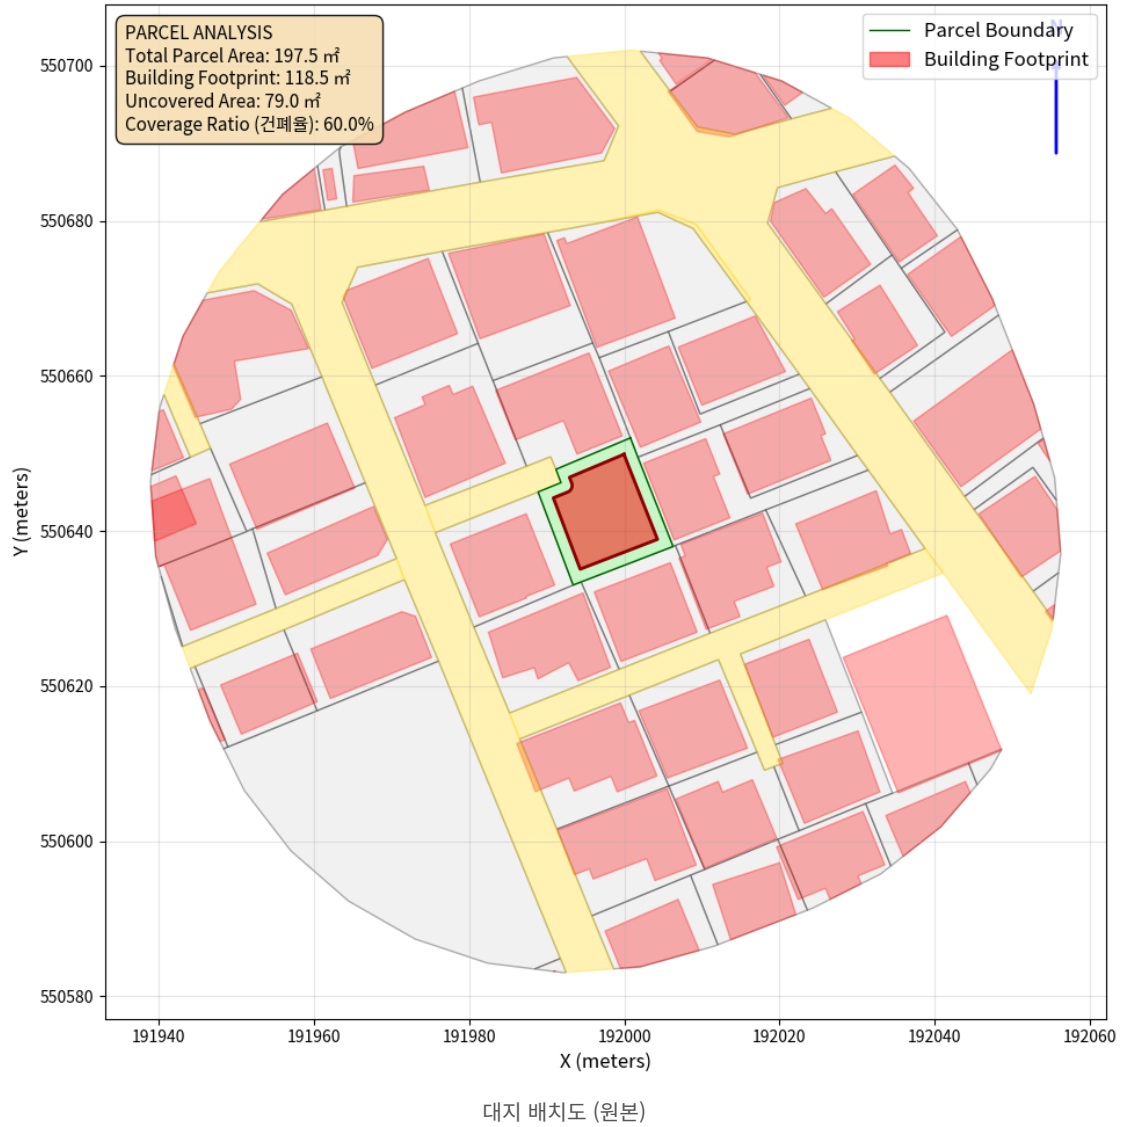 PARCEL ANALYSIS
Total Parcel Area: 197.5 ㎡
Building Footprint: 118.5 ㎡
Uncovered Area: 79.0 ㎡
Coverage Ratio (건폐율): 60.0%
Parcel Boundary
Building Footprint
N
550700
550680
550660
550640
550620
550600
550580
Y (meters)
191940 191960 191980 192000 192020 192040 192060
X (meters)
대지 배치도 (원본)